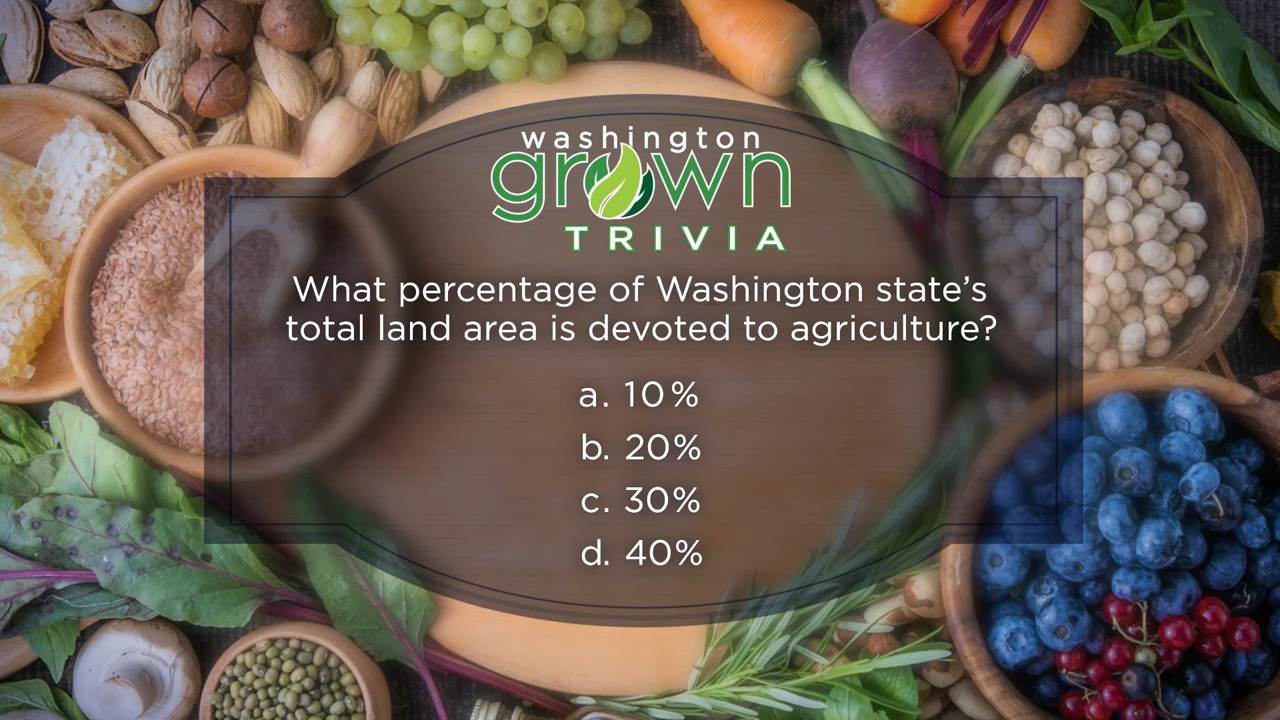 washington
grown
TRIVIA
What percentage of Washington state’s
total land area is devoted to agriculture?
a. 10%
b. 20%
c. 30%
d. 40%